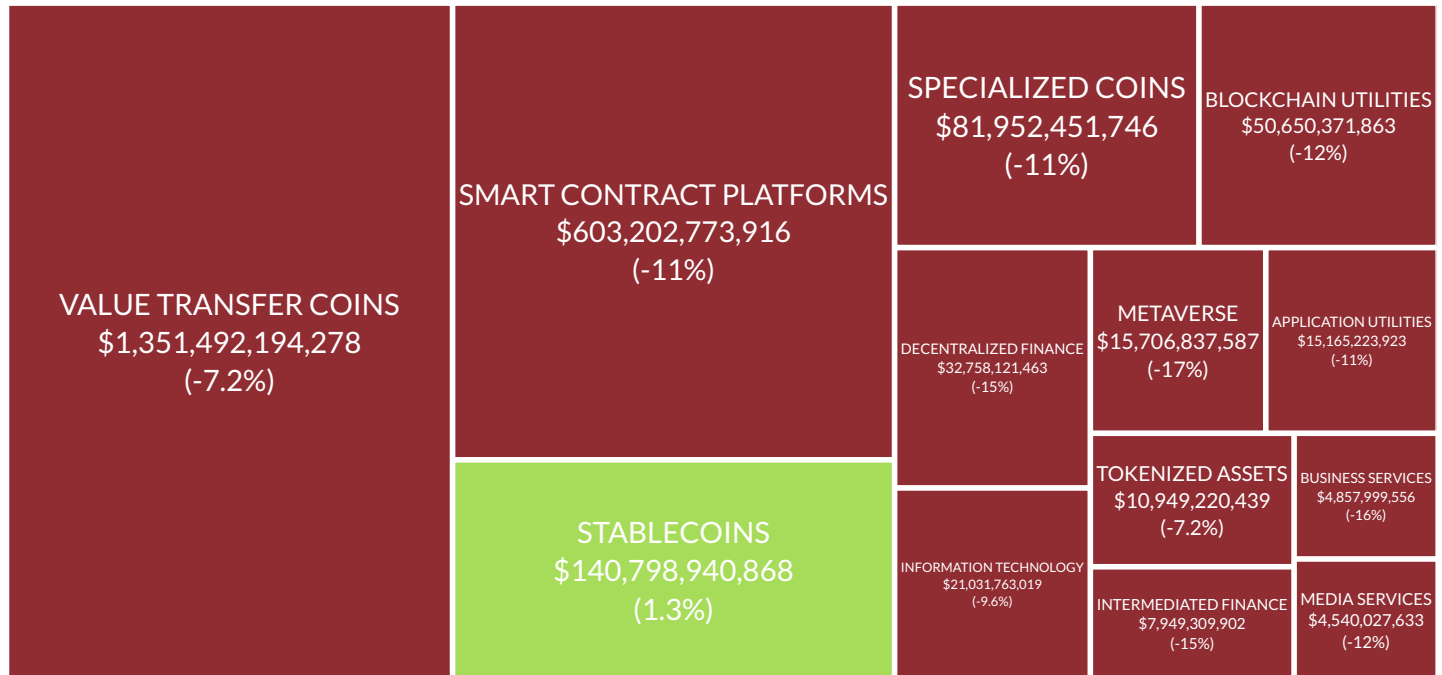 VALUE TRANSFER COINS
$1,351,492,194,278
(-7.2%)
SMART CONTRACT PLATFORMS
$603,202,773,916
(-11%)
STABLECOINS
$140,798,940,868
(1.3%)
SPECIALIZED COINS
$81,952,451,746
(-11%)
BLOCKCHAIN UTILITIES
$50,650,371,863
(-12%)
DECENTRALIZED FINANCE
$32,758,121,463
(-15%)
METAVERSE
$15,706,837,587
(-17%)
APPLICATION UTILITIES
$15,165,223,923
(-11%)
INFORMATION TECHNOLOGY
$21,031,763,019
(-9.6%)
TOKENIZED ASSETS
$10,949,220,439
(-7.2%)
BUSINESS SERVICES
$4,857,999,556
(-16%)
INTERMEDIATED FINANCE
$7,949,309,902
(-15%)
MEDIA SERVICES
$4,540,027,633
(-12%)